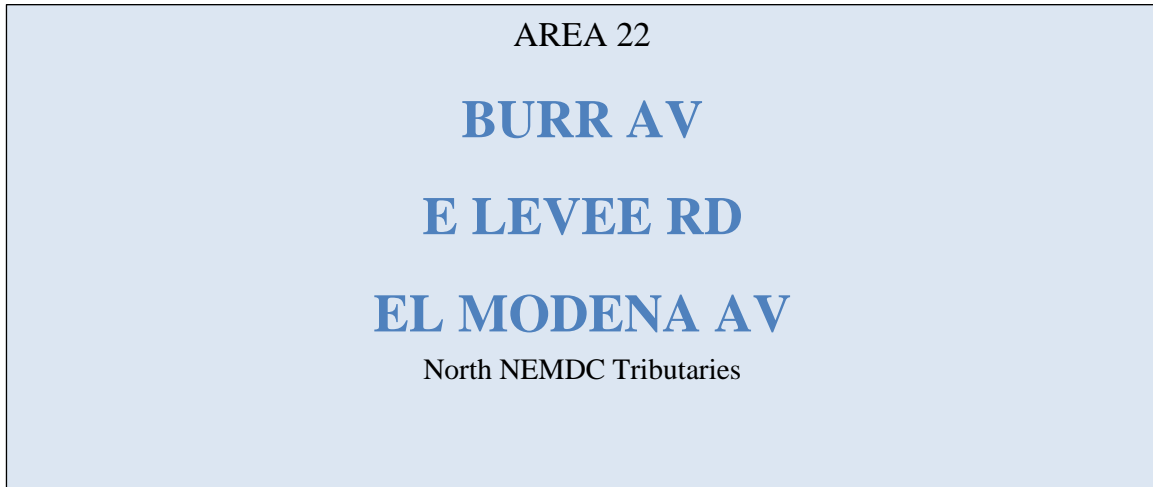 AREA 22
BURR AV
E LEVEE RD
EL MODENA AV
North NEMDC Tributaries